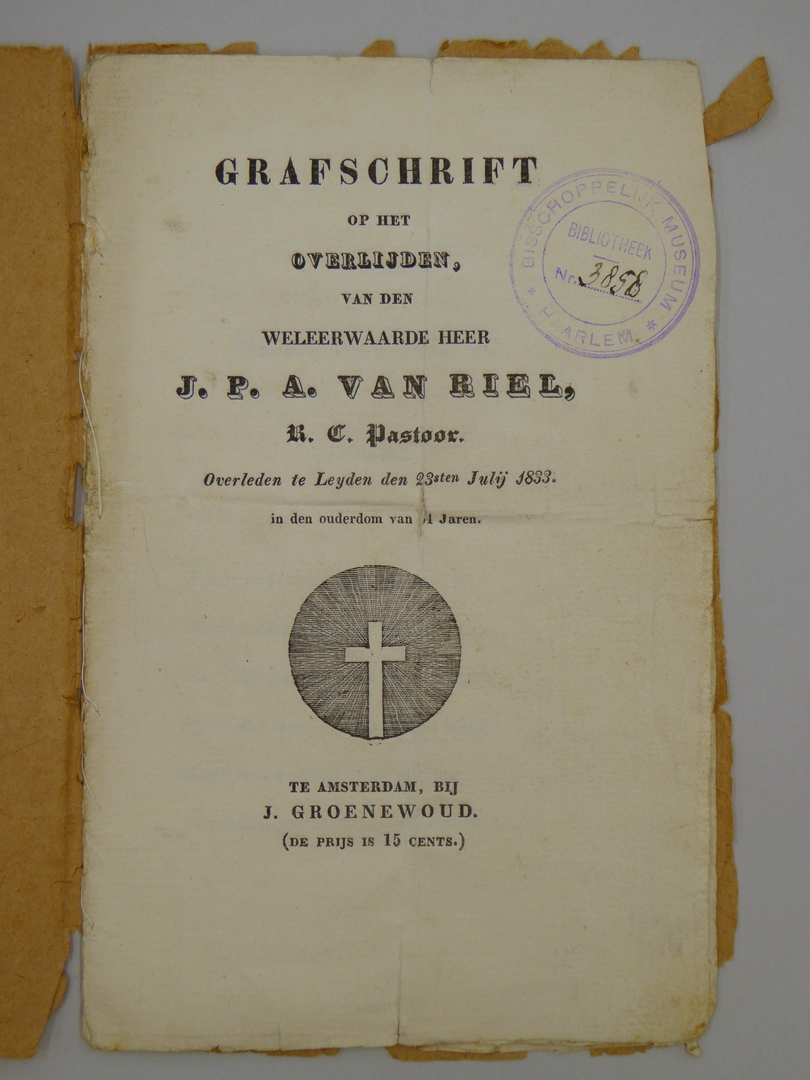 GRAFSCHRIFT
OP HET
OVERLIJDEN,
VAN DEN
WELEERWAARDE HEER
J. P. A. VAN RIEL,
R. C. Pastoor.
Overleden te Leyden den 23sten Julij 1833.
in den ouderdom van Jaren.
TE AMSTERDAM, BIJ
J. GROENEWOUD.
(DE PRIJS IS 15 CENTS.)
BISSCHOPPELIJK MUSEUM
BIBLIOTHEEK
Nr. 3858
* HAARLEM. *